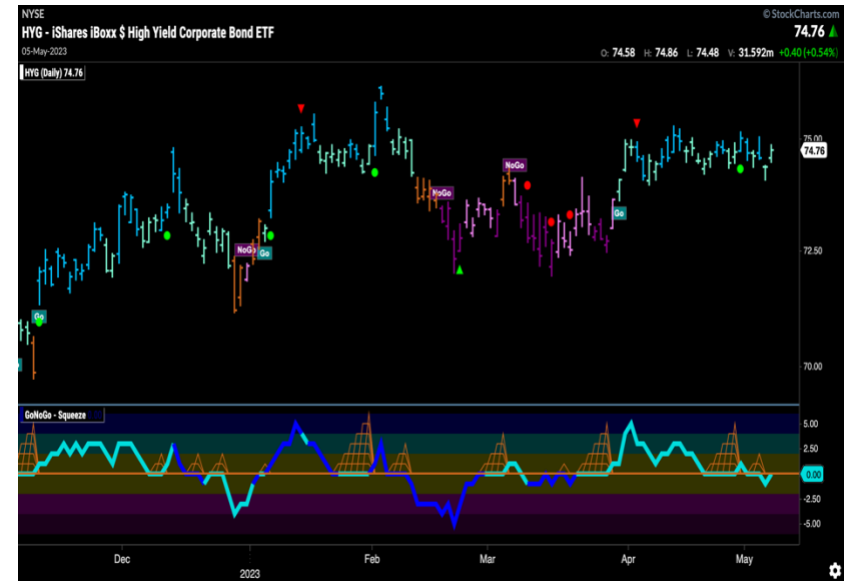 NYSE
© StockCharts.com
HYG - iShares iBoxx $ High Yield Corporate Bond ETF
74.76
05-May-2023
O: 74.58 H: 74.86 L: 74.48 V: 31.592m +0.40 (+0.54%)
HYG (Daily) 74.76
75.00
74.76
NoGo
NoGo
Go
NoGo
Go
72.50
Go
70.00
GoNoGo - Squeeze
5.00
2.50
0.00
-2.50
-5.00
Dec
Feb
Mar
Apr
May
2023